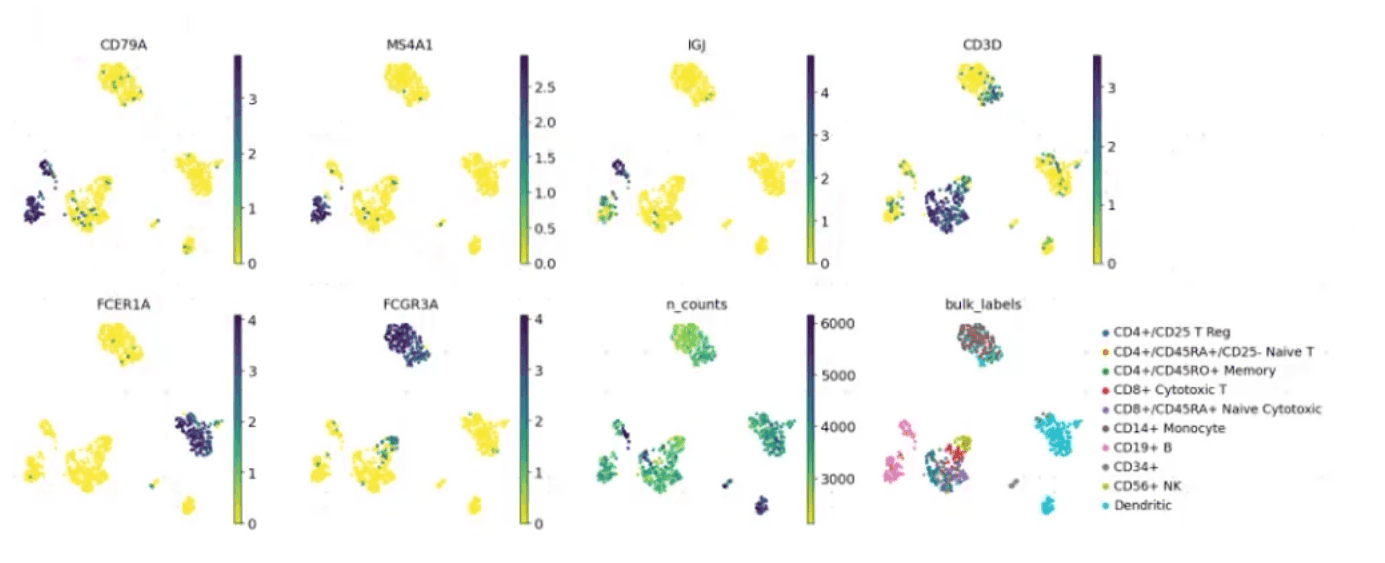 CD79A
MS4A1
IGJ
CD3D
3
2
1
0
2.5
2.0
1.5
1.0
0.5
0.0
4
3
2
1
0
3
2
1
0
FCER1A
FCGR3A
n_counts
bulk_labels
4
3
2
1
0
4
3
2
1
0
6000
5000
4000
3000
CD4+/CD25 T Reg
CD4+/CD45RA+/CD25- Naive T
CD4+/CD45RO+ Memory
CD8+ Cytotoxic T
CD8+/CD45RA+ Naive Cytotoxic
CD14+ Monocyte
CD19+ B
CD34+
CD56+ NK
Dendritic